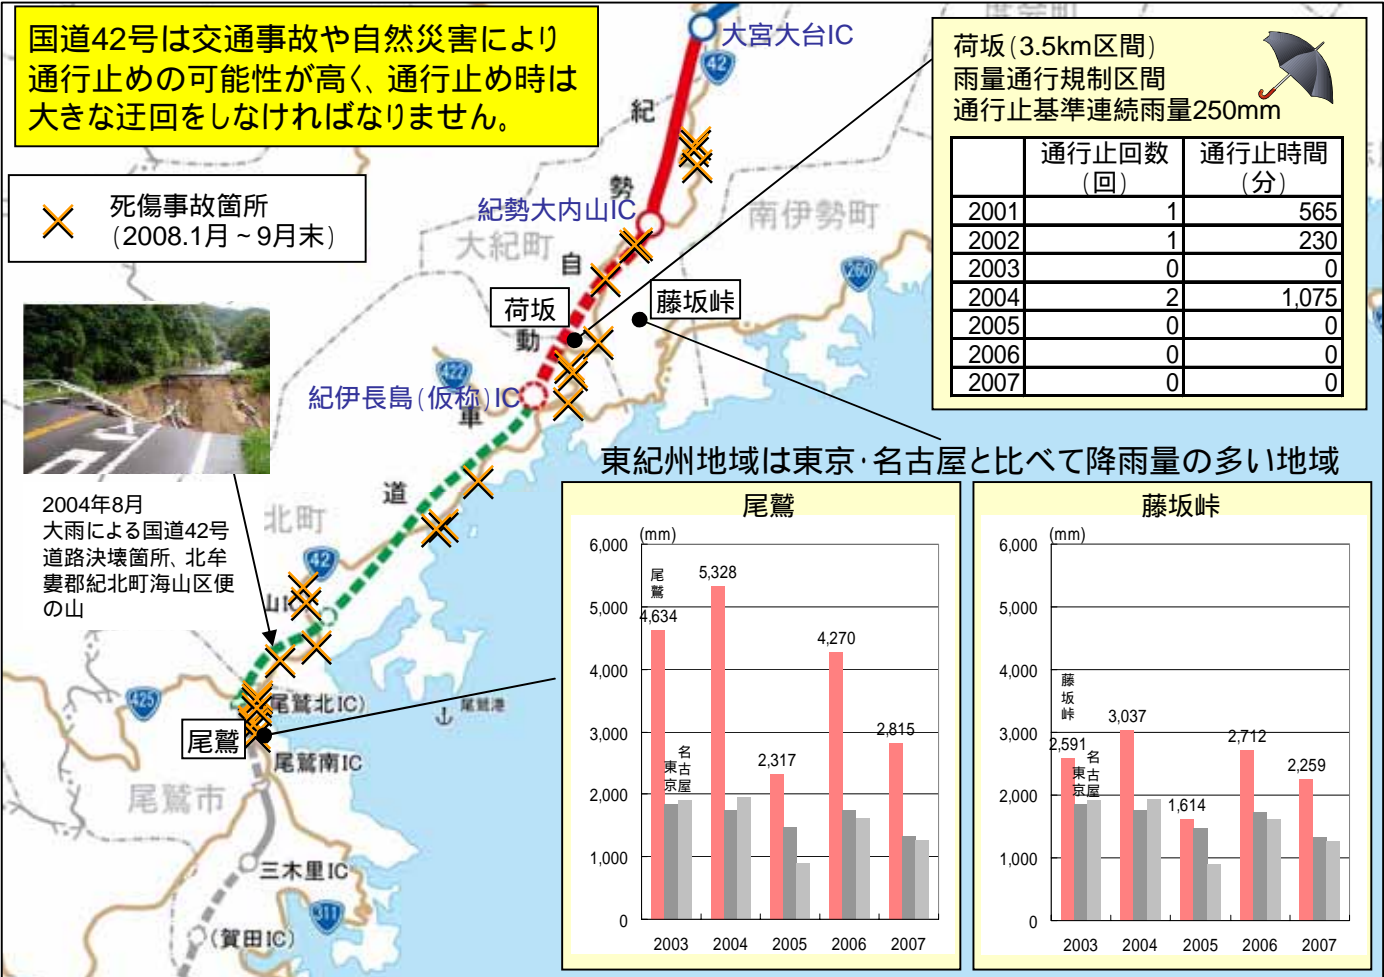 国道42号は交通事故や自然災害により
通行止めの可能性が高く、通行止め時は
大きな迂回をしなければなりません。
死傷事故箇所
(2008.1月~9月末)
大宮大台IC
42
紀
勢
自
動
車
道
紀勢大内山IC
大紀町
南伊勢町
260
荷坂
藤坂峠
422
紀伊長島(仮称)IC
荷坂(3.5km区間)
雨量通行規制区間
通行止基準連続雨量250mm
通行止回数(回) 通行止時間(分)
2001 1 565
2002 1 230
2003 0 0
2004 2 1,075
2005 0 0
2006 0 0
2007 0 0
2004年8月
大雨による国道42号
道路決壊箇所、北牟
婁郡紀北町海山区便
の山
北町
42
山IC
425
尾鷲北IC)
尾鷲港
尾鷲
尾鷲南IC
尾鷲市
三木里IC
311
(賀田IC)
東紀州地域は東京・名古屋と比べて降雨量の多い地域
尾鷲
(mm)
6,000
5,000
4,000
3,000
2,000
1,000
0
尾鷲
東京
名古屋
4,634
5,328
2,317
4,270
2,815
2003 2004 2005 2006 2007
藤坂峠
(mm)
6,000
5,000
4,000
3,000
2,000
1,000
0
藤坂峠
東京
名古屋
2,591
3,037
1,614
2,712
2,259
2003 2004 2005 2006 2007